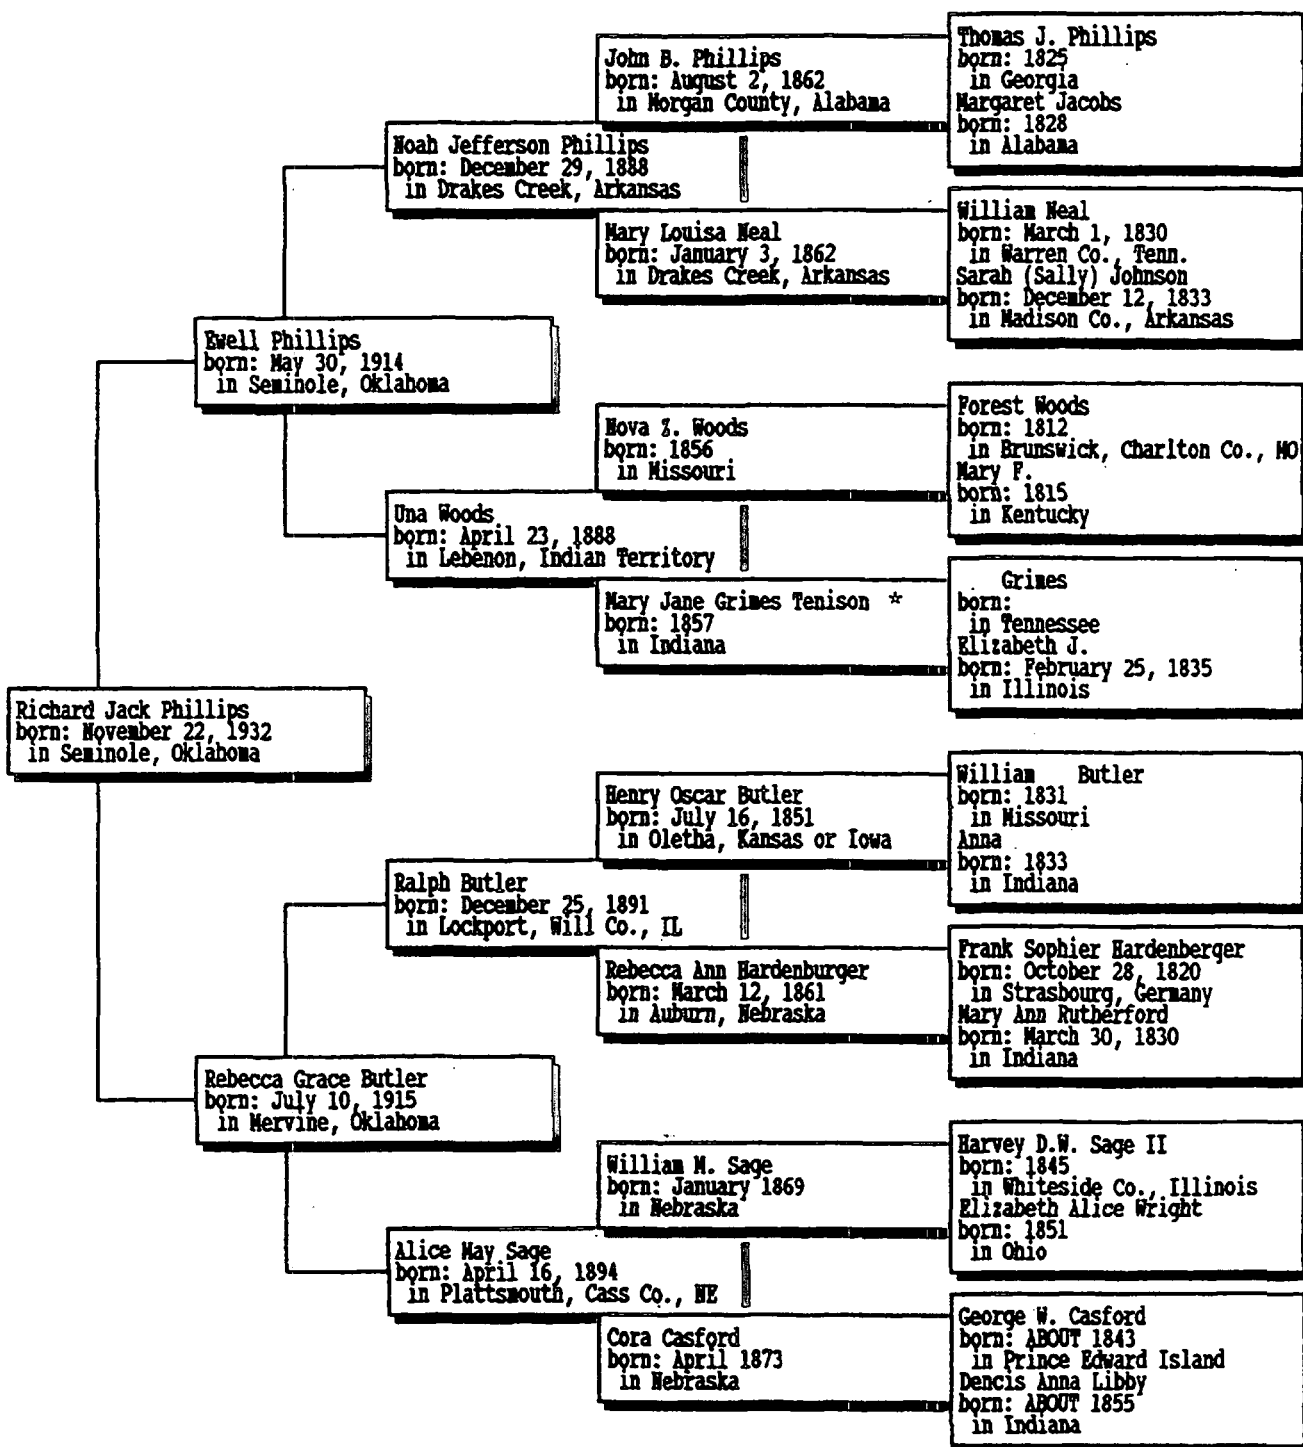 John B. Phillips
born: August 2, 1862
in Morgan County, Alabama
Thomas J. Phillips
born: 1825
in Georgia
Margaret Jacobs
born: 1828
in Alabama
Noah Jefferson Phillips
born: December 29, 1888
in Drakes Creek, Arkansas
Mary Louisa Neal
born: January 3, 1862
in Drakes Creek, Arkansas
William Neal
born: March 1, 1830
in Warren Co., Tenn.
Sarah (Sally) Johnson
born: December 12, 1833
in Madison Co., Arkansas
Ewell Phillips
born: May 30, 1914
in Seminole, Oklahoma
Nova Z. Woods
born: 1856
in Missouri
Forest Woods
born: 1812
in Brunswick, Charlton Co., MO
Mary F.
born: 1815
in Kentucky
Una Woods
born: April 23, 1888
in Lebenon, Indian Territory
Mary Jane Grimes Tenison *
born: 1857
in Indiana
Grimes
born:
in Tennessee
Elizabeth J.
born: February 25, 1835
in Illinois
Richard Jack Phillips
born: November 22, 1932
in Seminole, Oklahoma
Henry Oscar Butler
born: July 16, 1851
in Oletha, Kansas or Iowa
William Butler
born: 1831
in Missouri
Anna
born: 1833
in Indiana
Ralph Butler
born: December 25, 1891
in Lockport, Will Co., IL
Rebecca Ann Hardenburger
born: March 12, 1861
in Auburn, Nebraska
Frank Sophier Hardenberger
born: October 28, 1820
in Strasbourg, Germany
Mary Ann Rutherford
born: March 30, 1830
in Indiana
Rebecca Grace Butler
born: July 10, 1915
in Mervine, Oklahoma
William M. Sage
born: January 1869
in Nebraska
Harvey D.W. Sage II
born: 1845
in Whiteside Co., Illinois
Elizabeth Alice Wright
born: 1851
in Ohio
Alice May Sage
born: April 16, 1894
in Plattsmouth, Cass Co., NE
Cora Casford
born: April 1873
in Nebraska
George W. Casford
born: ABOUT 1843
in Prince Edward Island
Dencis Anna Libby
born: ABOUT 1855
in Indiana